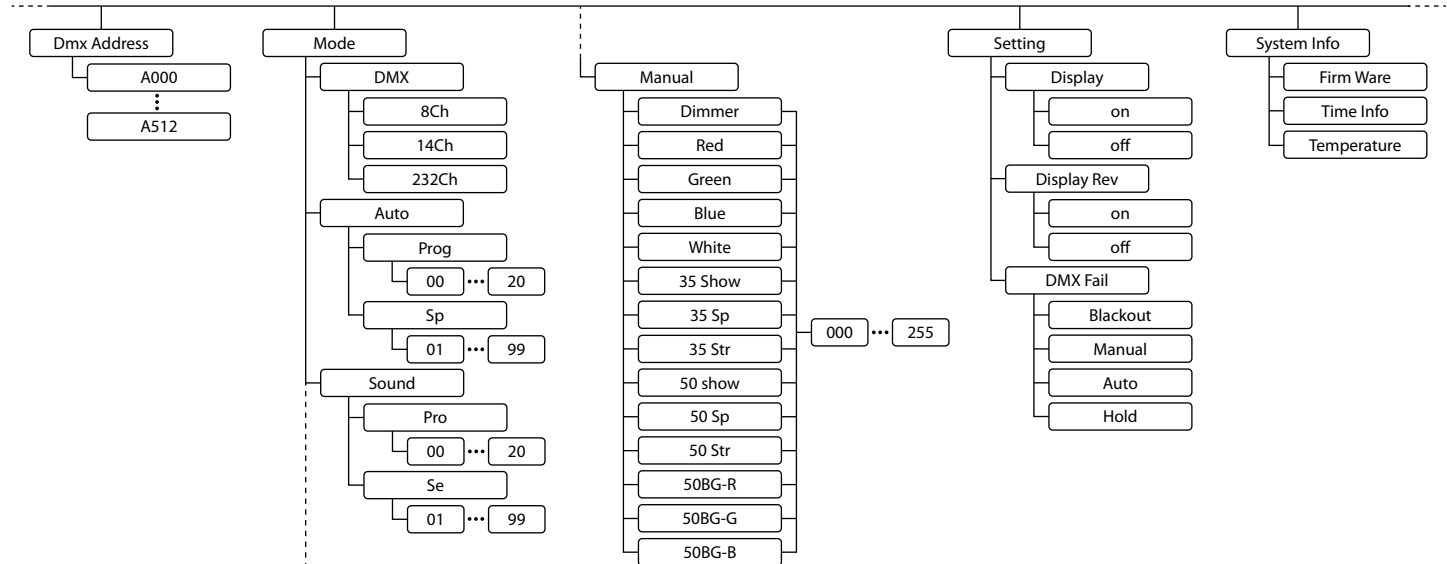 Dmx Address
A000
A512
Mode
DMX
8Ch
14Ch
232Ch
Auto
Prog
00 ••• 20
Sp
01 ••• 99
Sound
Pro
00 ••• 20
Se
01 ••• 99
Manual
Dimmer
Red
Green
Blue
White
35 Show
35 Sp
35 Str
50 show
50 Sp
50 Str
50BG-R
50BG-G
50BG-B
000 ••• 255
Setting
Display
on
off
Display Rev
on
off
DMX Fail
Blackout
Manual
Auto
Hold
System Info
Firm Ware
Time Info
Temperature